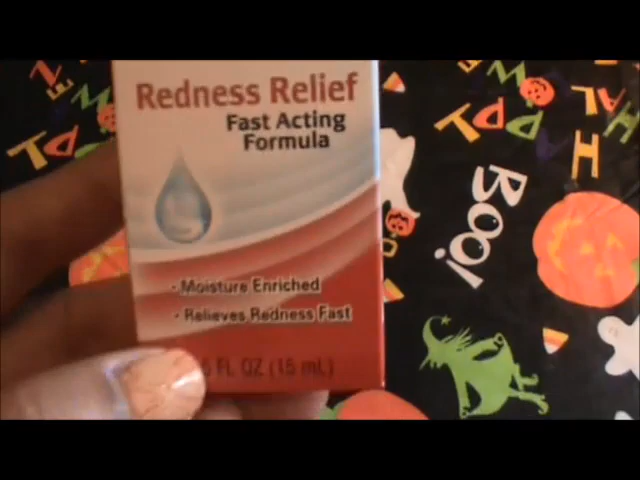 Redness Relief
Fast Acting
Formula
• Moisture Enriched
• Relieves Redness Fast
FL OZ (15 mL)
Boo!